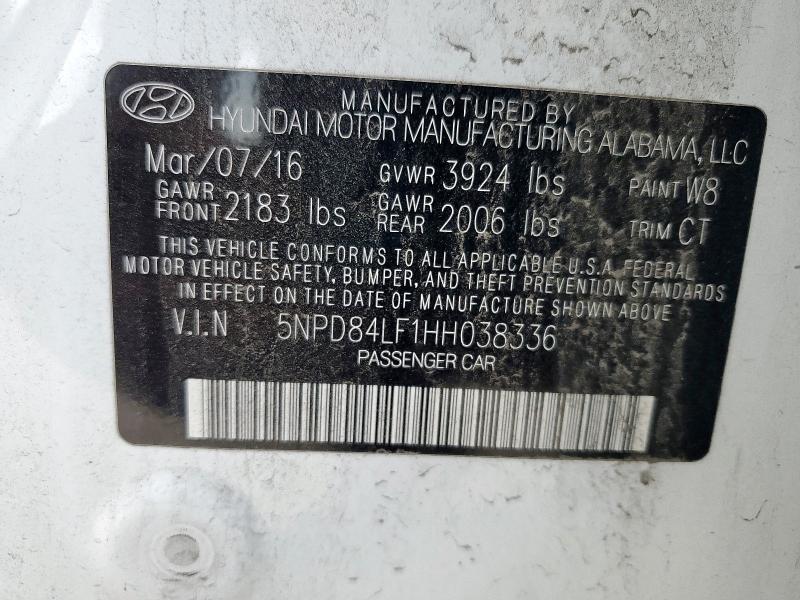 MANUFACTURED BY
HYUNDAI MOTOR MANUFACTURING ALABAMA, LLC
Mar/07/16 GVWR 3924 lbs PAINT W8
GAWR FRONT 2183 lbs GAWR REAR 2006 lbs TRIM CT
THIS VEHICLE CONFORMS TO ALL APPLICABLE U.S.A. FEDERAL
MOTOR VEHICLE SAFETY, BUMPER, AND THEFT PREVENTION STANDARDS
IN EFFECT ON THE DATE OF MANUFACTURE SHOWN ABOVE
V.I.N 5NPD84LF1HH038336
PASSENGER CAR